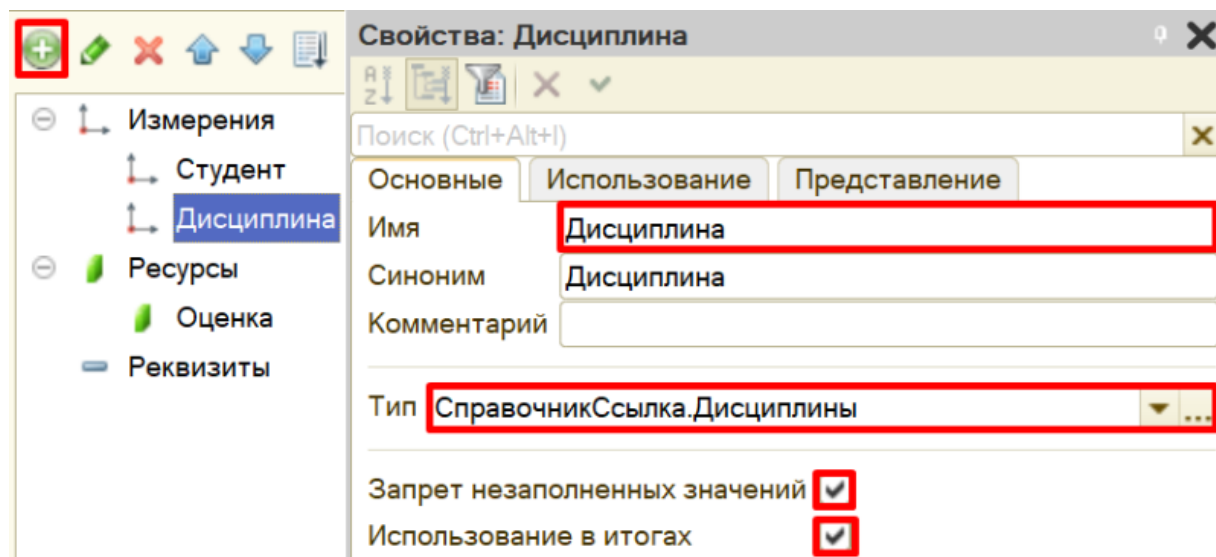 Измерения
Студент
Дисциплина
Ресурсы
Оценка
Реквизиты
Свойства: Дисциплина
Поиск (Ctrl+Alt+I)
Основные Использование Представление
Имя Дисциплина
Синоним Дисциплина
Комментарий
Тип СправочникСсылка.Дисциплины ...
Запрет незаполненных значений
Использование в итогах